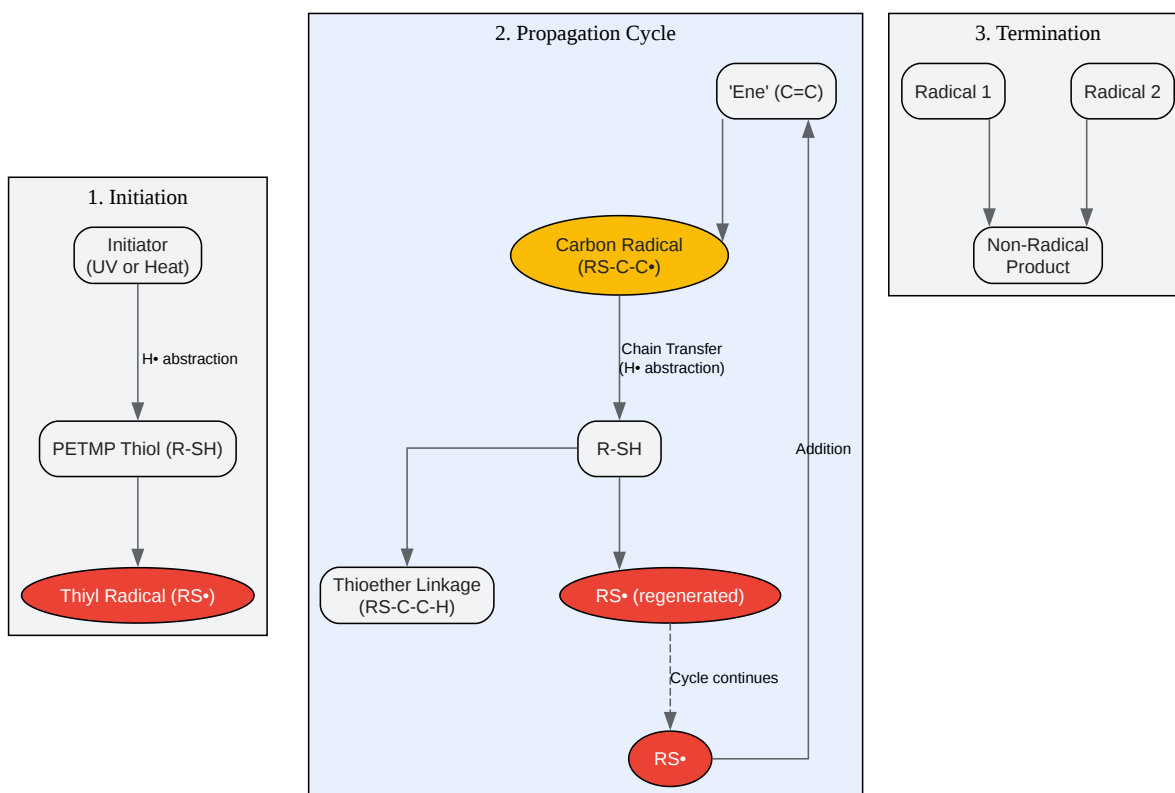 1. Initiation
Initiator
(UV or Heat)
H• abstraction
PETMP Thiol (R-SH)
Thiyl Radical (RS•)
2. Propagation Cycle
'Ene' (C=C)
Carbon Radical
(RS-C-C•)
Chain Transfer
(H• abstraction)
R-SH
Addition
Thioether Linkage
(RS-C-C-H)
RS• (regenerated)
Cycle continues
RS•
3. Termination
Radical 1
Radical 2
Non-Radical
Product